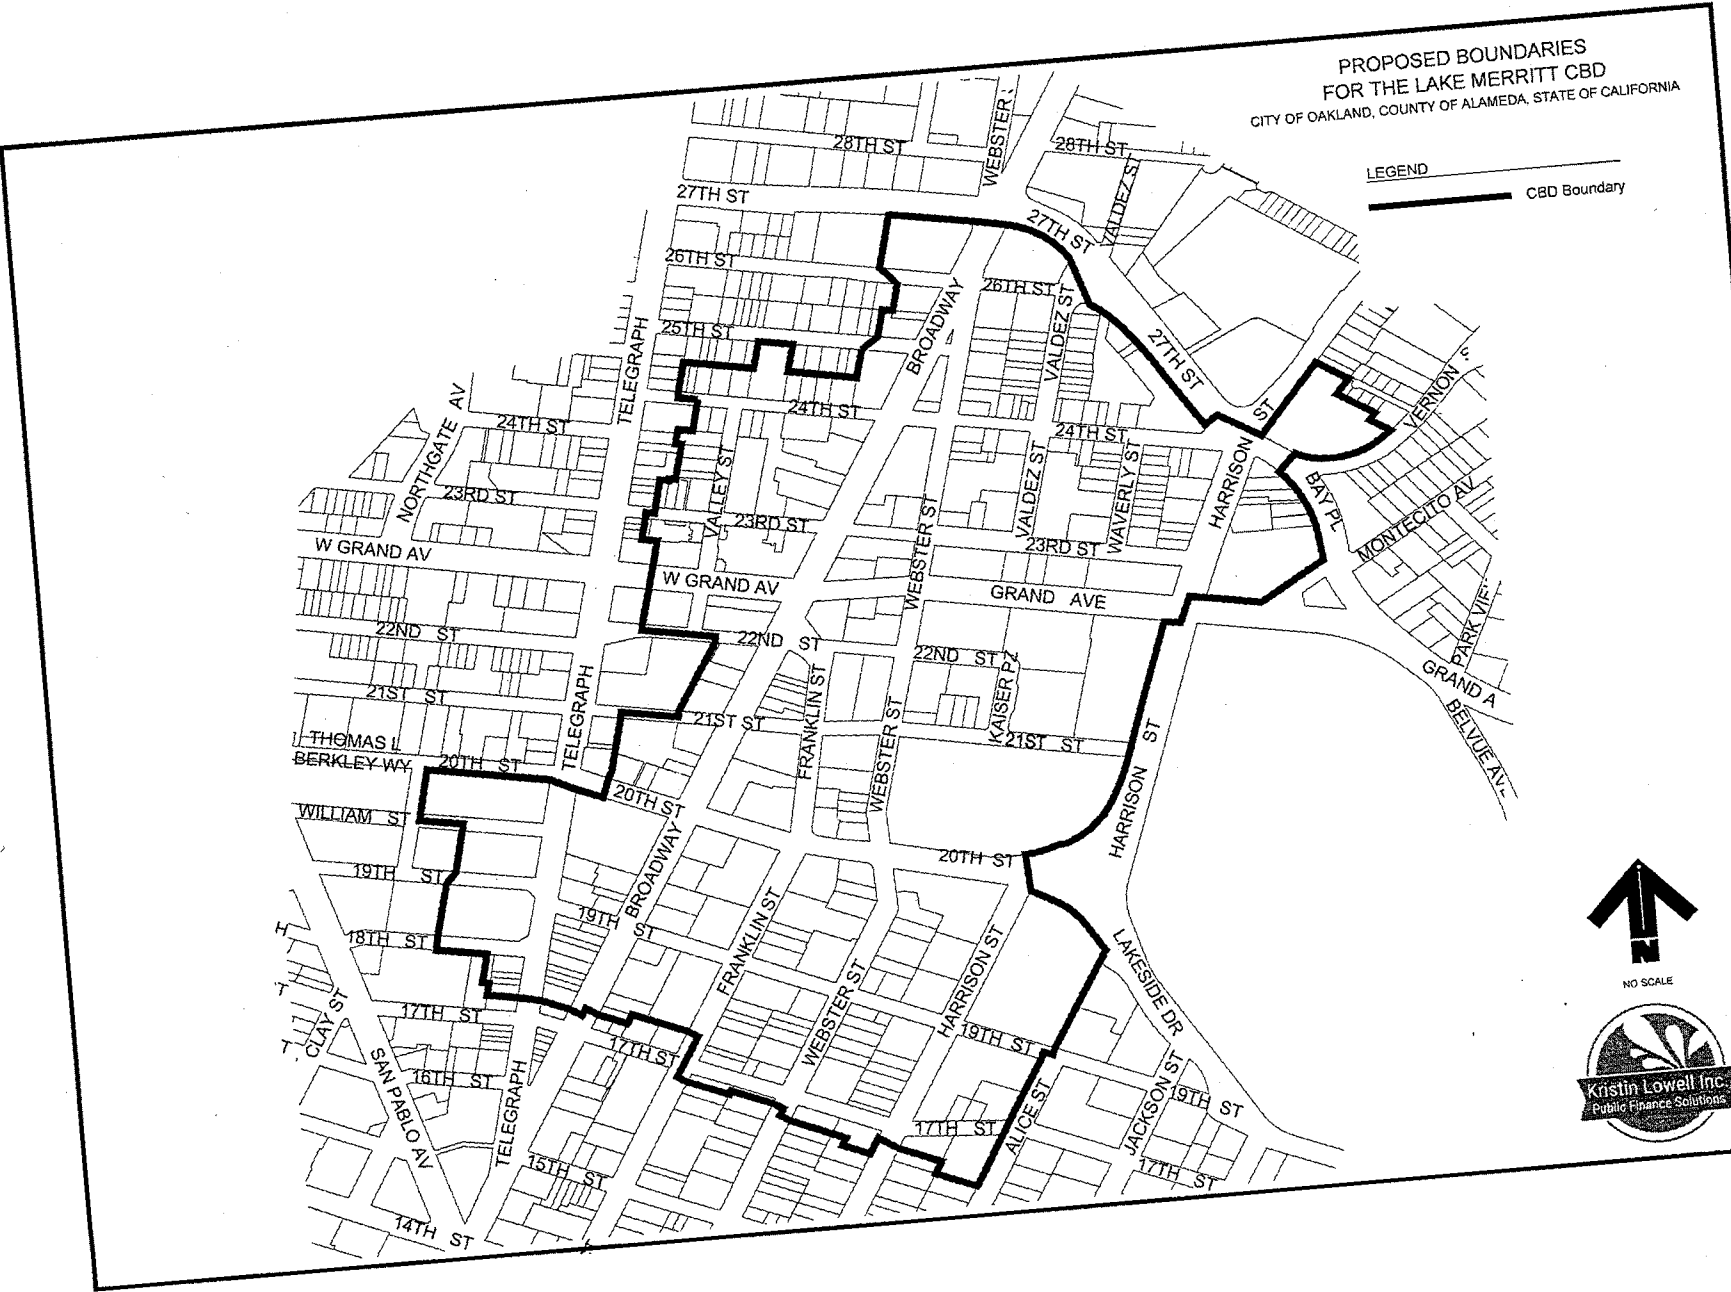 PROPOSED BOUNDARIES
FOR THE LAKE MERRITT CBD
CITY OF OAKLAND, COUNTY OF ALAMEDA, STATE OF CALIFORNIA
LEGEND
CBD Boundary
WEBSTER
28TH ST
28TH ST
27TH ST
VALDEZ ST
27TH ST
26TH ST
26TH ST
BROADWAY
VALDEZ ST
25TH ST
TELEGRAPH
27TH ST
VERNON
NORTHGATE AV
24TH ST
24TH ST
24TH ST
ST
HARRISON
VALLEY ST
VALDEZ ST
WAVERLY ST
BAY PL
MONTECITO AV
23RD ST
23RD ST
WEBSTER ST
23RD ST
W GRAND AV
W GRAND AV
GRAND AVE
22ND ST
22ND ST
22ND ST
KAISER PZ
PARK VIE
GRAND A
21ST ST
TELEGRAPH
21ST ST
FRANKLIN ST
WEBSTER ST
21ST ST
HARRISON ST
BELVUE AV
THOMAS L
BERKLEY WY
20TH ST
20TH ST
WILLIAM ST
BROADWAY
20TH ST
19TH ST
19TH ST
FRANKLIN ST
18TH ST
H
T
T
CLAY ST
17TH ST
17TH ST
WEBSTER ST
HARRISON ST
LAKESIDE DR
19TH ST
SAN PABLO AV
16TH ST
TELEGRAPH
17TH ST
ALICE ST
JACKSON ST
19TH ST
15TH ST
17TH ST
14TH ST
N
NO SCALE
Kristin Lowell Inc.
Public Finance Solutions